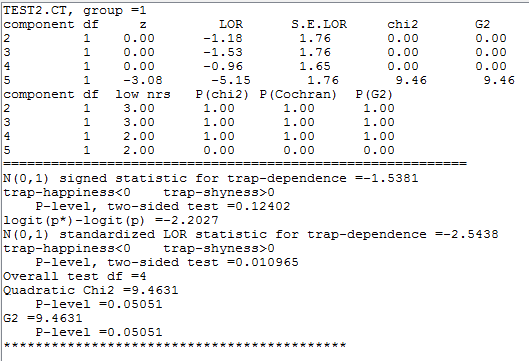 TEST2.CT, group =1
component df z LOR S.E.LOR chi2 G2
2 1 0.00 -1.18 1.76 0.00 0.00
3 1 0.00 -1.53 1.76 0.00 0.00
4 1 0.00 -0.96 1.65 0.00 0.00
5 1 -3.08 -5.15 1.76 9.46 9.46
component df low nrs P(chi2) P(Cochran) P(G2)
2 1 3.00 1.00 1.00 1.00
3 1 3.00 1.00 1.00 1.00
4 1 2.00 1.00 1.00 1.00
5 1 2.00 0.00 0.00 0.00
==========================================================
N(0,1) signed statistic for trap-dependence =-1.5381
trap-happiness<0 trap-shyness>0
P-level, two-sided test =0.12402
logit(p*)-logit(p) =-2.2027
N(0,1) standardized LOR statistic for trap-dependence =-2.5438
trap-happiness<0 trap-shyness>0
P-level, two-sided test =0.010965
Overall test df =4
Quadratic Chi2 =9.4631
P-level =0.05051
G2 =9.4631
P-level =0.05051
*******************************************